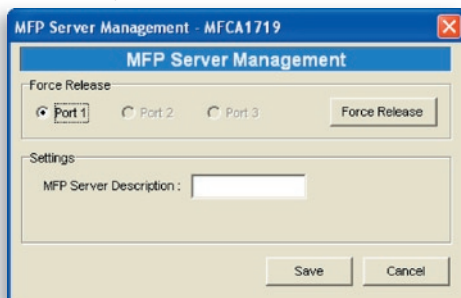 MFP Server Management - MFCA1719
MFP Server Management
Force Release
Port 1 Port 2 Port 3 Force Release
Settings
MFP Server Description :
Save Cancel